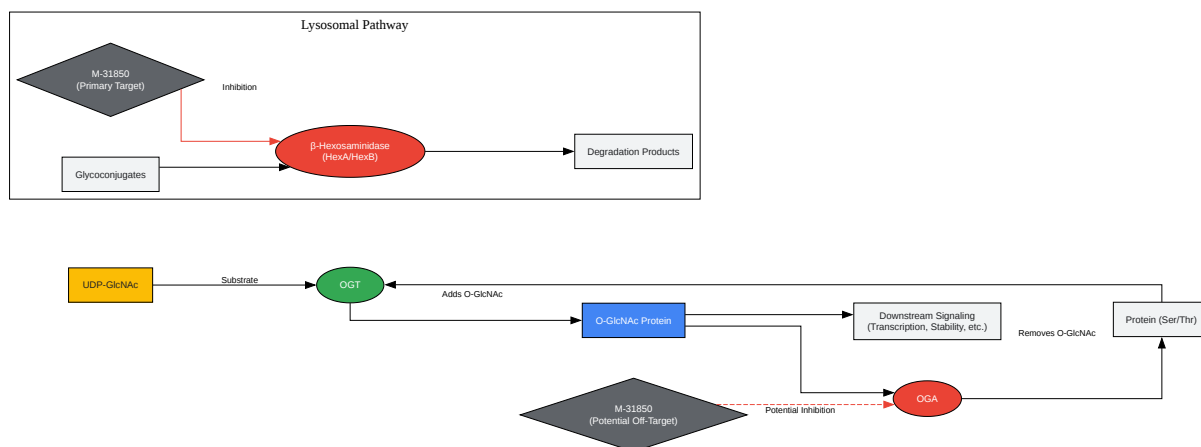 Lysosomal Pathway
M-31850
(Primary Target)
Inhibition
β-Hexosaminidase
(HexA/HexB)
Degradation Products
Glycoconjugates
UDP-GlcNAc
Substrate
OGT
Adds O-GlcNAc
O-GlcNAc Protein
Downstream Signaling
(Transcription, Stability, etc.)
Removes O-GlcNAc
Protein (Ser/Thr)
M-31850
(Potential Off-Target)
Potential Inhibition
OGA